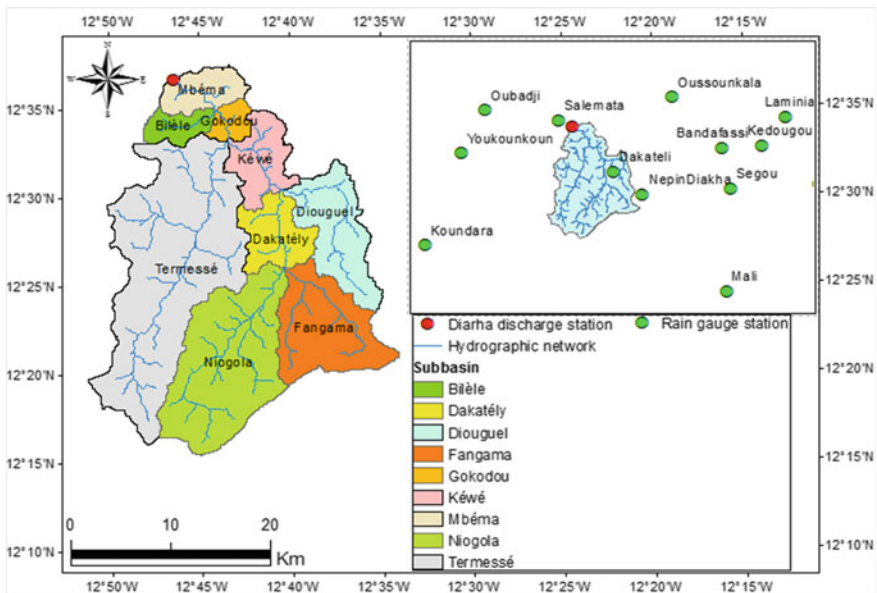 12°50'W 12°45'W 12°40'W 12°35'W 12°30'W 12°25'W 12°20'W 12°15'W
N
W E
S
12°35'N
12°30'N
12°25'N
12°20'N
12°15'N
12°10'N
Mbéma
Bilèle
Gokodou
Kéwé
Diouguel
Dakatély
Termessé
Fangama
Niogola
0 10 20
Km
Oubadji
Salemata
Oussounkala
Laminia
Youkounkoun
Bandafassi
Kedougou
Dakateli
NepinDiakha
Segou
Koundara
Mali
12°35'N
12°30'N
12°25'N
12°20'N
12°15'N
12°10'N
Diarha discharge station
Rain gauge station
Hydrographic network
Subbasin
Bilèle
Dakatély
Diouguel
Fangama
Gokodou
Kéwé
Mbéma
Niogola
Termessé
12°50'W 12°45'W 12°40'W 12°35'W 12°30'W 12°25'W 12°20'W 12°15'W